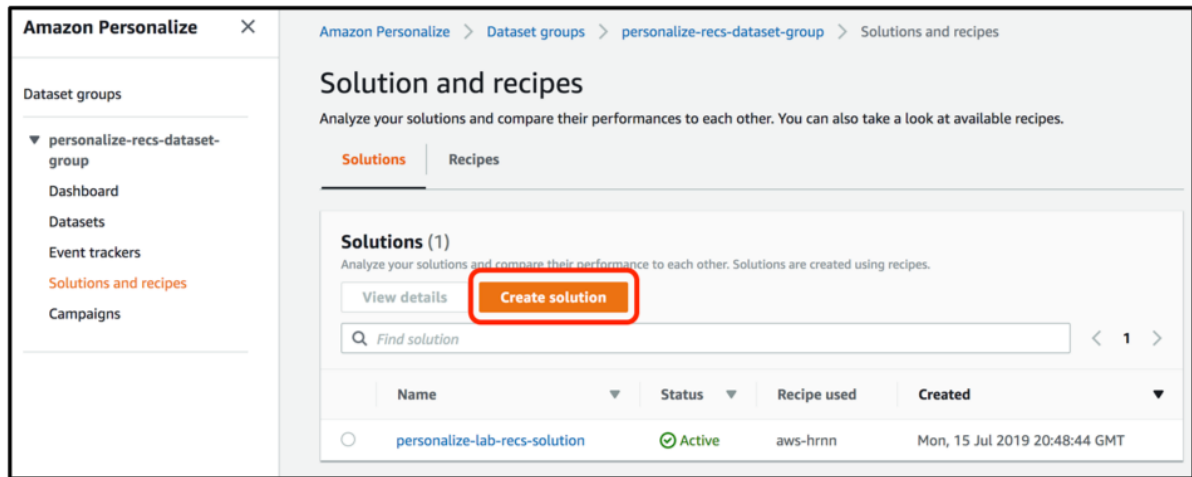 Amazon Personalize
Dataset groups
personalize-recs-dataset-
group
Dashboard
Datasets
Event trackers
Solutions and recipes
Campaigns
Amazon Personalize > Dataset groups > personalize-recs-dataset-group > Solutions and recipes
Solution and recipes
Analyze your solutions and compare their performances to each other. You can also take a look at available recipes.
Solutions Recipes
Solutions (1)
Analyze your solutions and compare their performance to each other. Solutions are created using recipes.
View details Create solution
Find solution < 1 >
Name Status Recipe used Created
personalize-lab-recs-solution Active aws-hrnn Mon, 15 Jul 2019 20:48:44 GMT